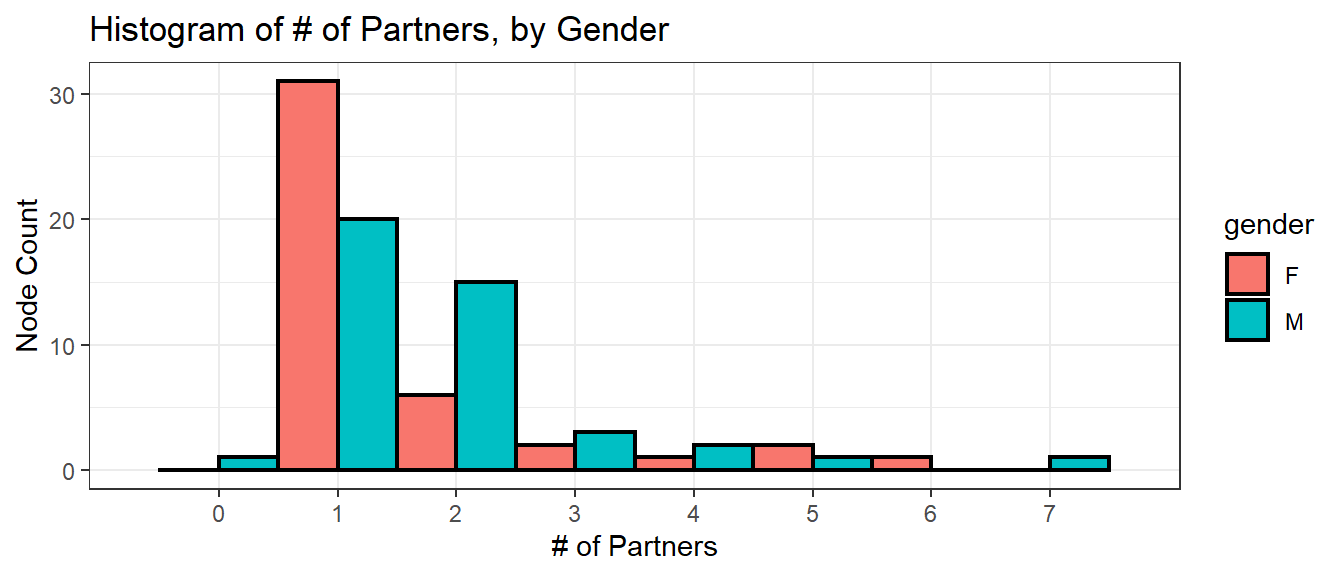 Histogram of # of Partners, by Gender
30
20
10
0
Node Count
0 1 2 3 4 5 6 7
# of Partners
gender
F
M